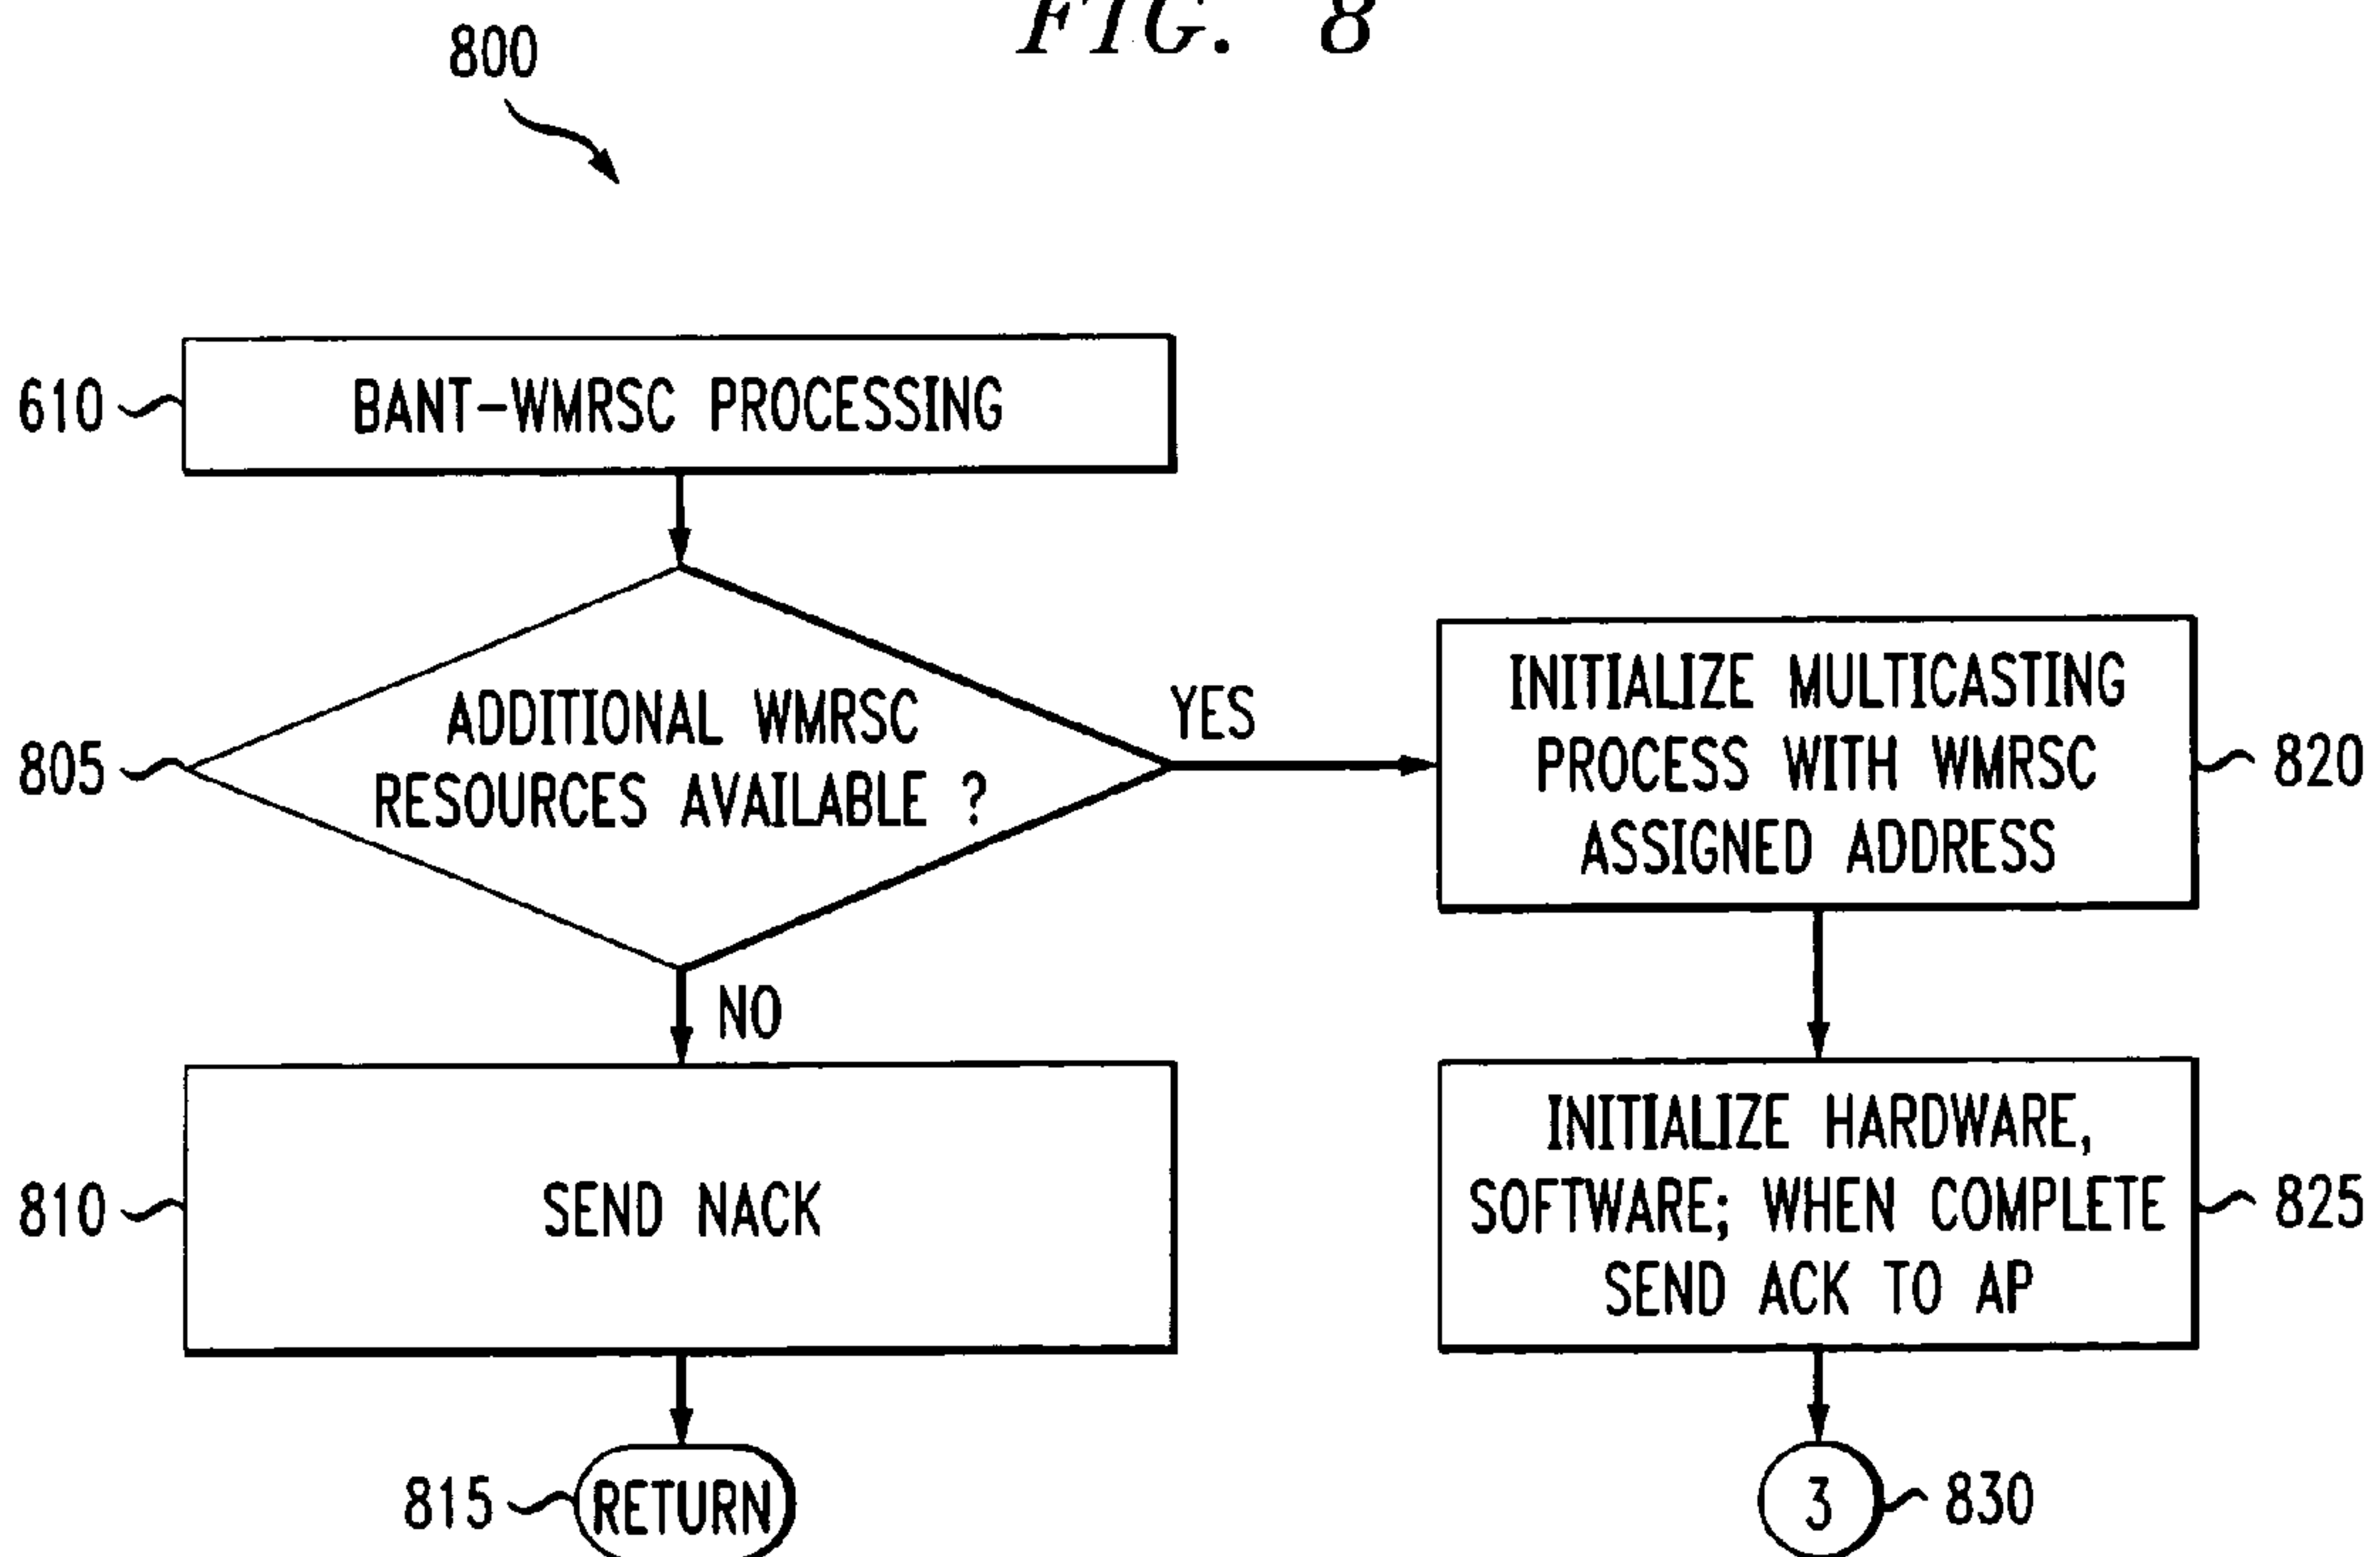 FIG. 8
800
610
BANT-WMRSC PROCESSING
805
ADDITIONAL WMRSC
RESOURCES AVAILABLE ?
YES
NO
INITIALIZE MULTICASTING
PROCESS WITH WMRSC
ASSIGNED ADDRESS
820
810
SEND NACK
INITIALIZE HARDWARE,
SOFTWARE; WHEN COMPLETE
SEND ACK TO AP
825
815
RETURN
3
830